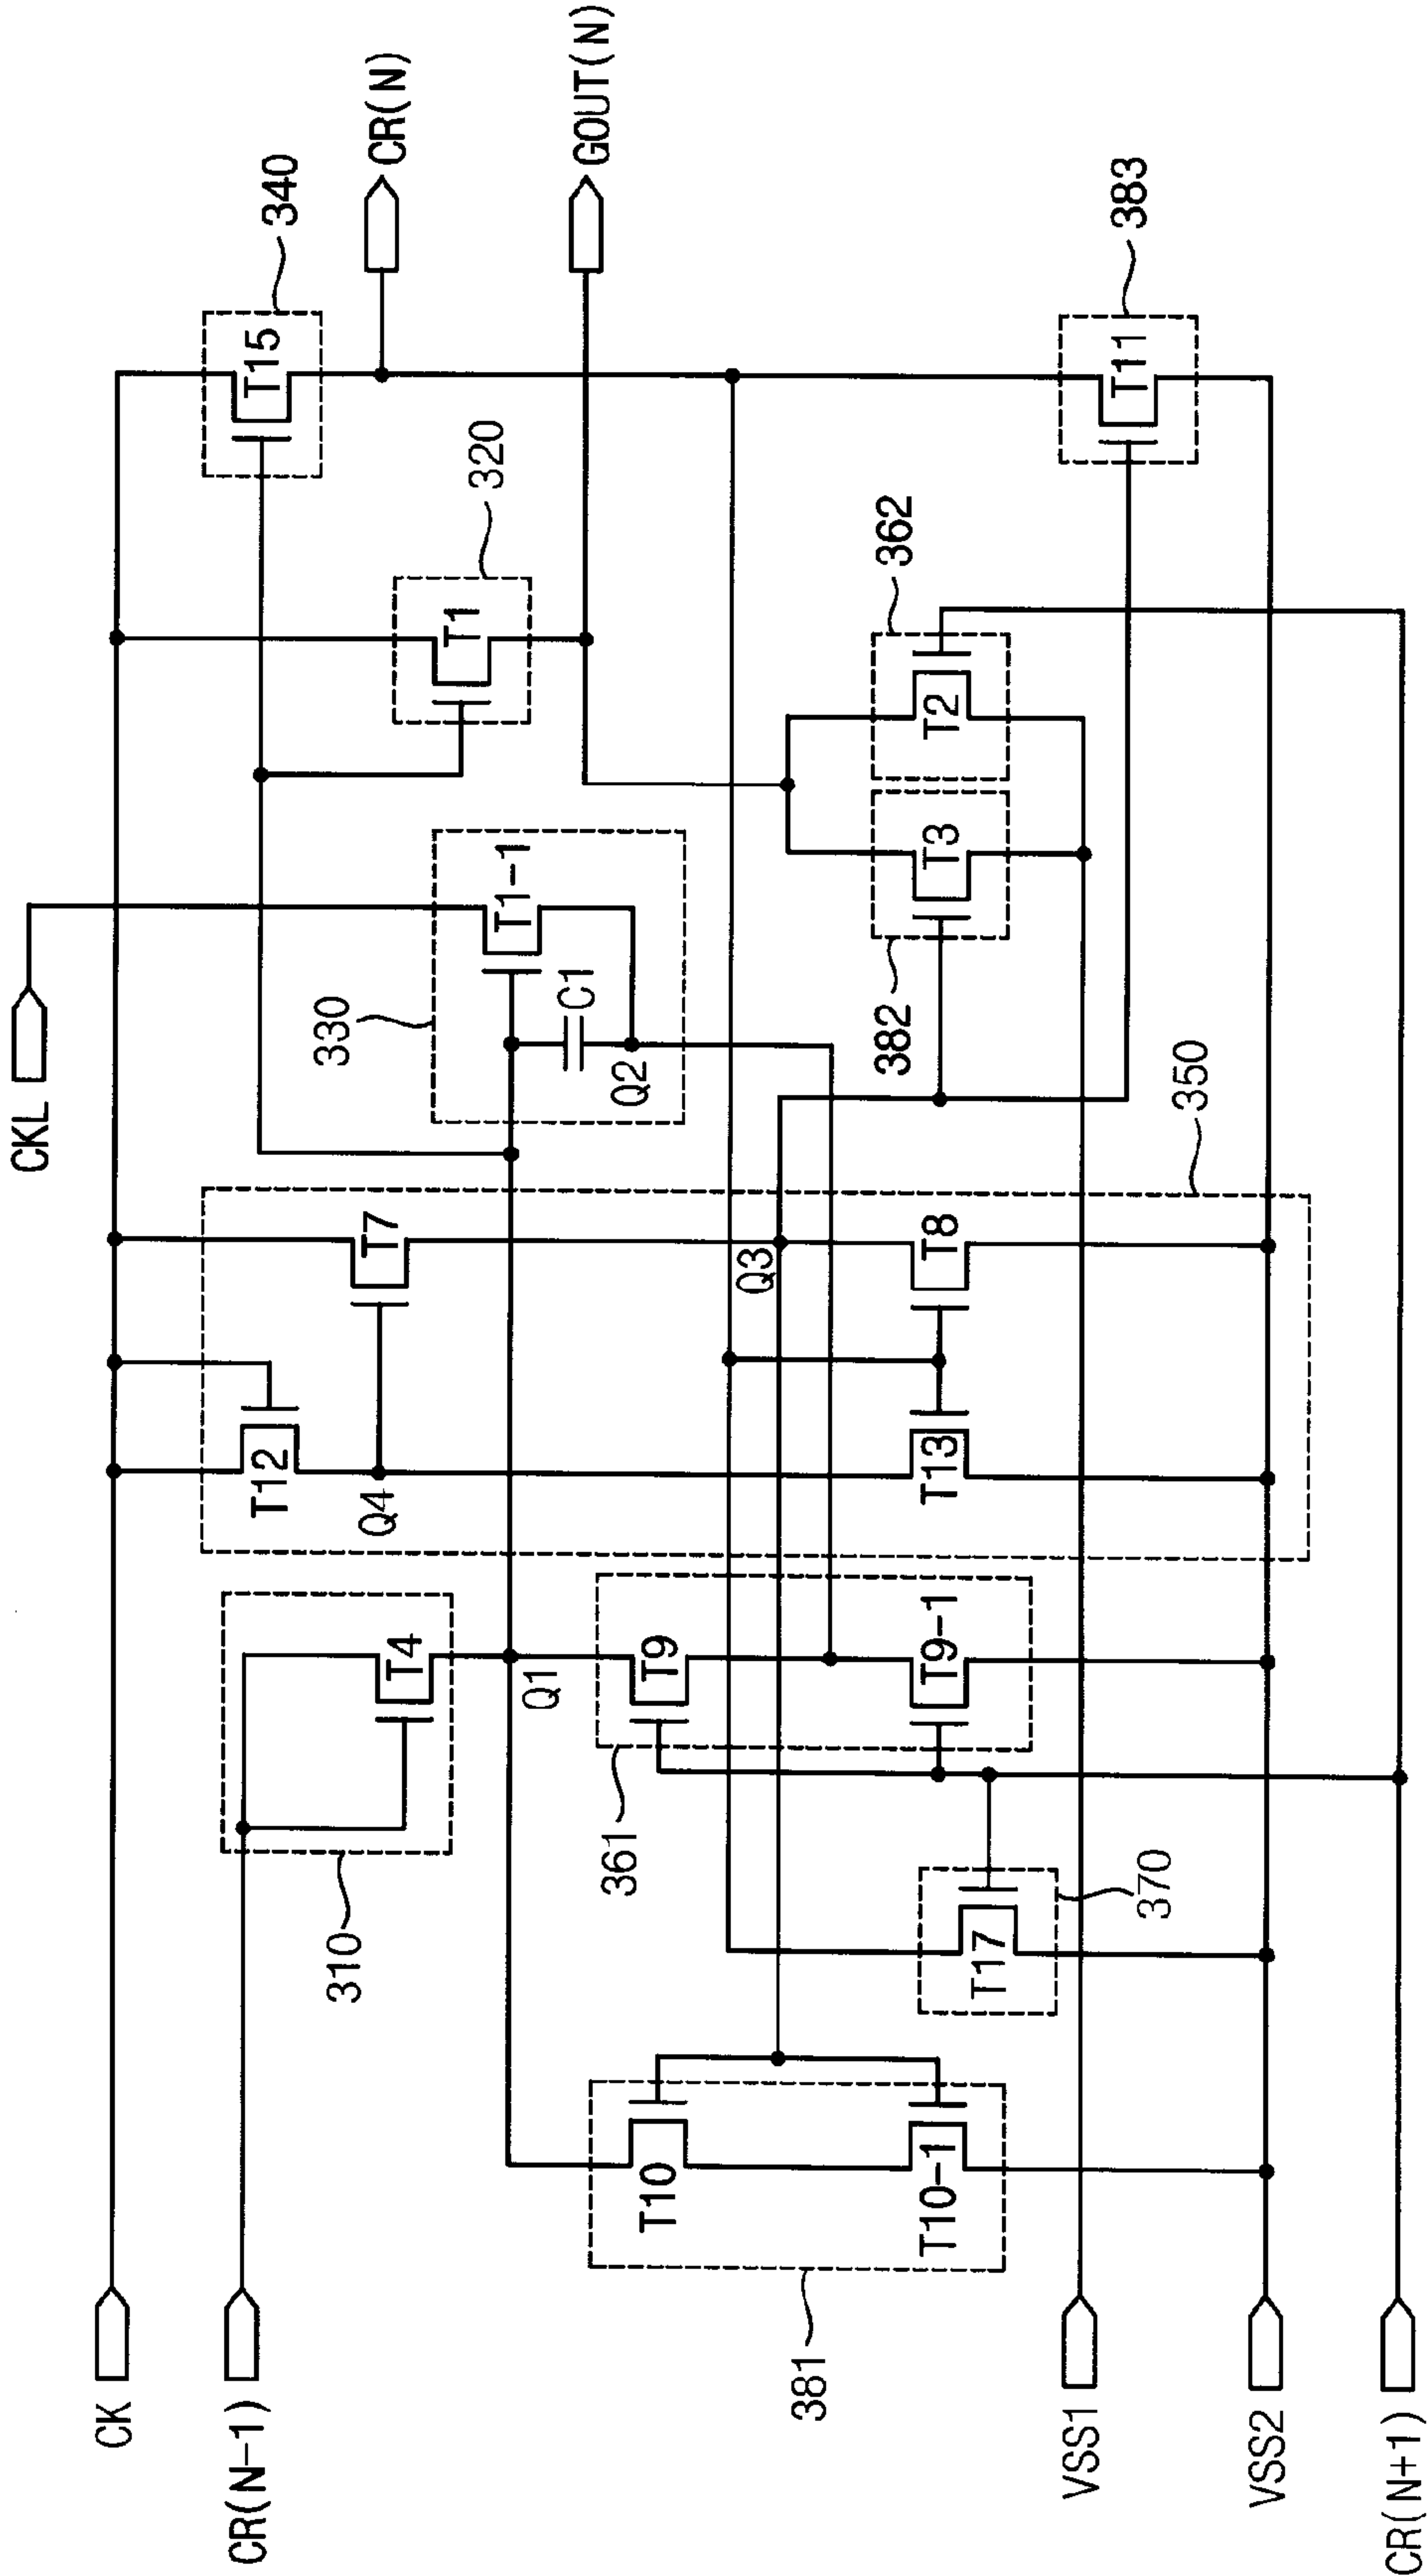 CK
CR(N-1)
VSS1
VSS2
CR(N+1)
381
T10
T10-1
310
T4
Q1
361
T9
T9-1
370
T17
350
T12
Q4
T7
Q3
T13
T8
CKL
330
T1-1
C1
Q2
382
T3
362
T2
320
T1
340
T15
383
T11
CR(N)
GOUT(N)